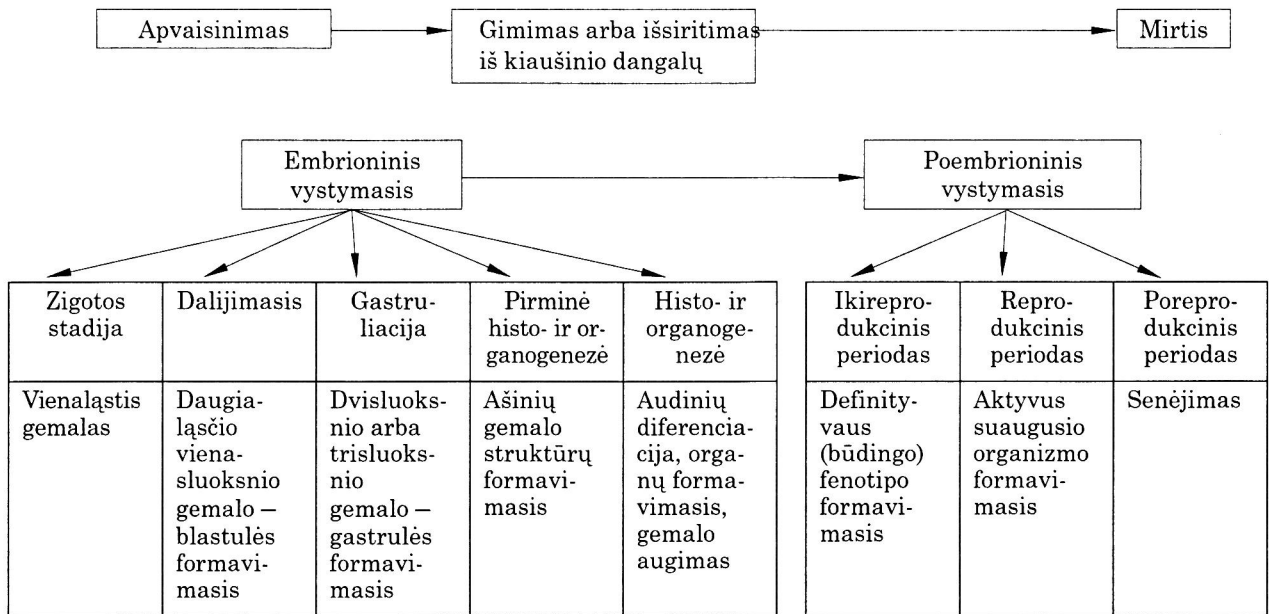 Apvaisinimas
Gimimas arba išsiritimas
iš kiaušinio dangalų
Mirtis
Embrioninis
vystymasis
Poembrioninis
vystymasis
Zigotos
stadija
Dalijimasis
Gastru-
liacija
Pirminė
histo- ir or-
ganogenezė
Histo- ir
organoge-
nezė
Ikirepro-
dukcinis
periodas
Repro-
dukcinis
periodas
Porepro-
dukcinis
periodas
Vienaląstis
gemalas
Daugia-
ląsčio
viena-
sluoksnio
gemalo –
blastulės
formavi-
masis
Dvisluoks-
nio arba
trisluoks-
nio
gemalo –
gastrulės
formavi-
masis
Ašinių
gemalo
struktūrų
formavi-
masis
Audinių
diferencia-
cija, orga-
nų forma-
vimasis,
gemalo
augimas
Definity-
vaus
(būdingo)
fenotipo
formavi-
masis
Aktyvus
suaugusio
organizmo
formavi-
masis
Senėjimas